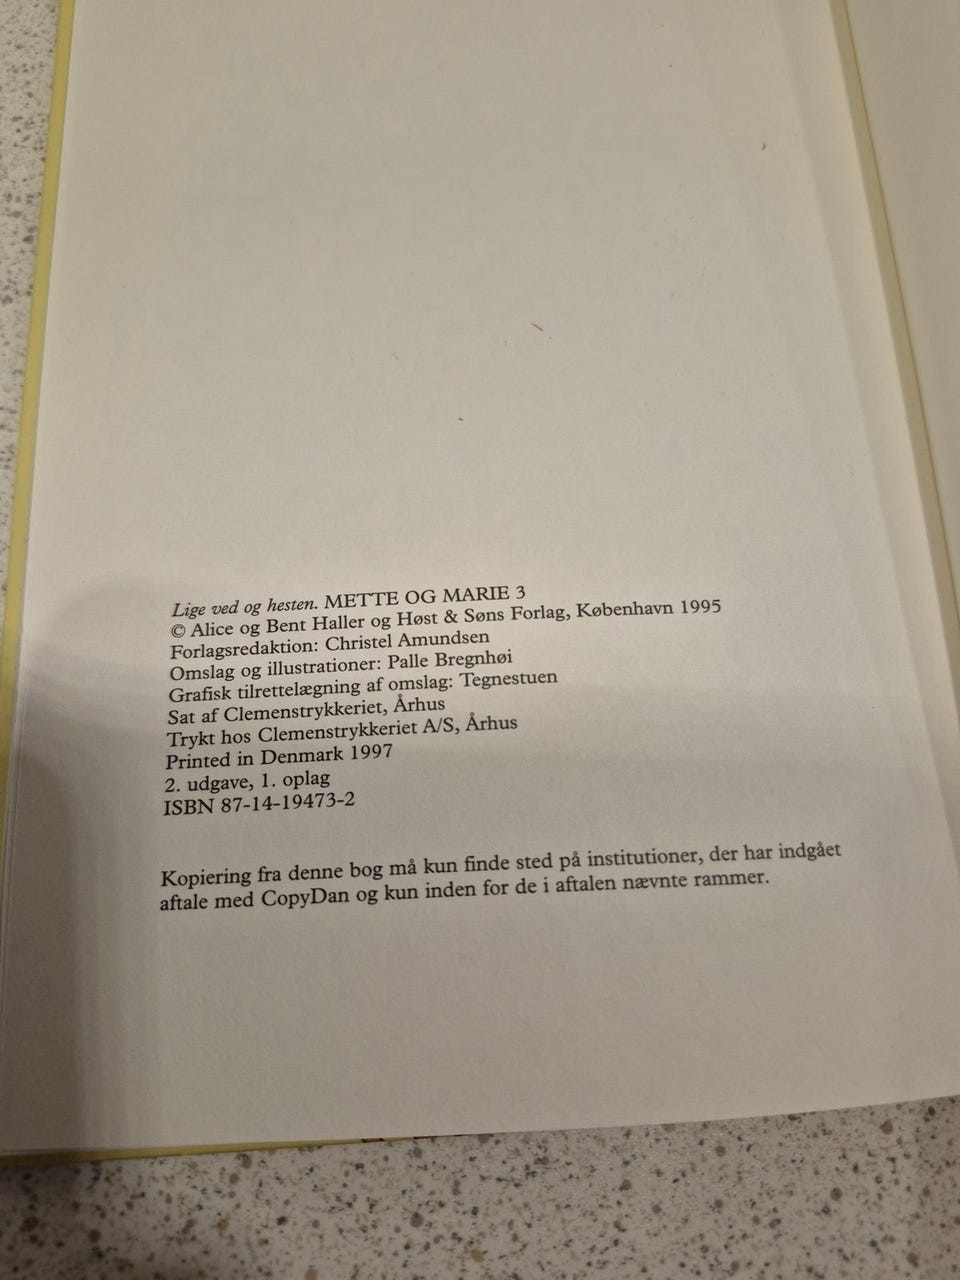 Lige ved og hesten. METTE OG MARIE 3
© Alice og Bent Haller og Høst & Søns Forlag, København 1995
Forlagsredaktion: Christel Amundsen
Omslag og illustrationer: Palle Bregnhøi
Grafisk tilrettelægning af omslag: Tegnestuen
Sat af Clemenstrykkeriet, Århus
Trykt hos Clemenstrykkeriet A/S, Århus
Printed in Denmark 1997
2. udgave, 1. oplag
ISBN 87-14-19473-2
Kopiering fra denne bog må kun finde sted på institutioner, der har indgået
aftale med CopyDan og kun inden for de i aftalen nævnte rammer.